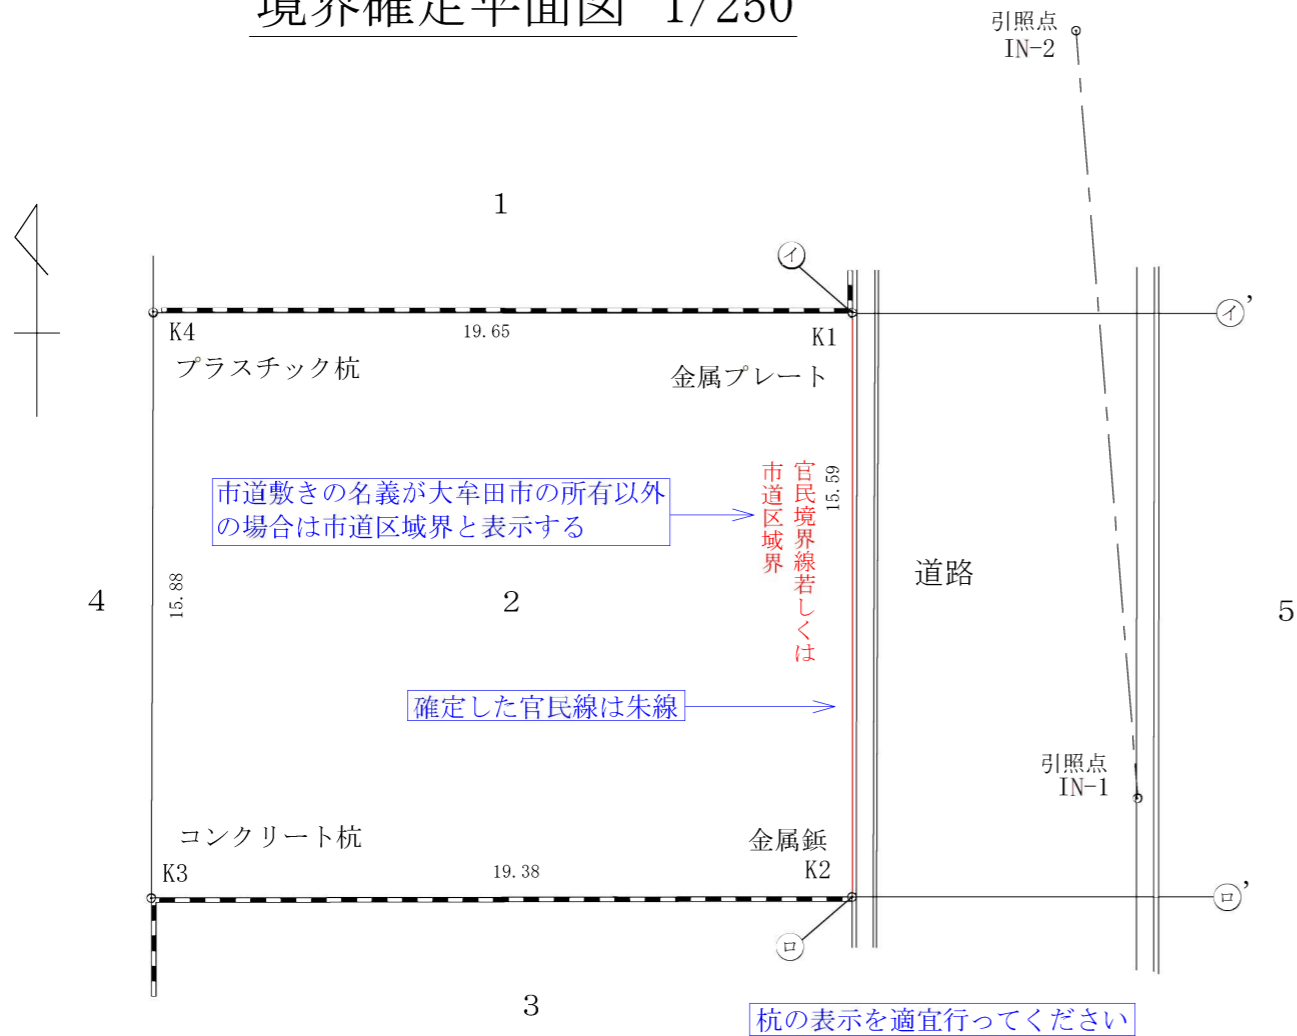 境界確定平面図 1/250
引照点
IN-2
1
イ
イ'
K4
19.65
K1
プラスチック杭
金属プレート
市道敷きの名義が大牟田市の所有以外
の場合は市道区域界と表示する
官民境界線若しくは
市道区域界
15.59
道路
4
15.88
2
5
確定した官民線は朱線
引照点
IN-1
コンクリート杭
金属鋲
K3
19.38
K2
ロ
ロ'
3
杭の表示を適宜行ってください